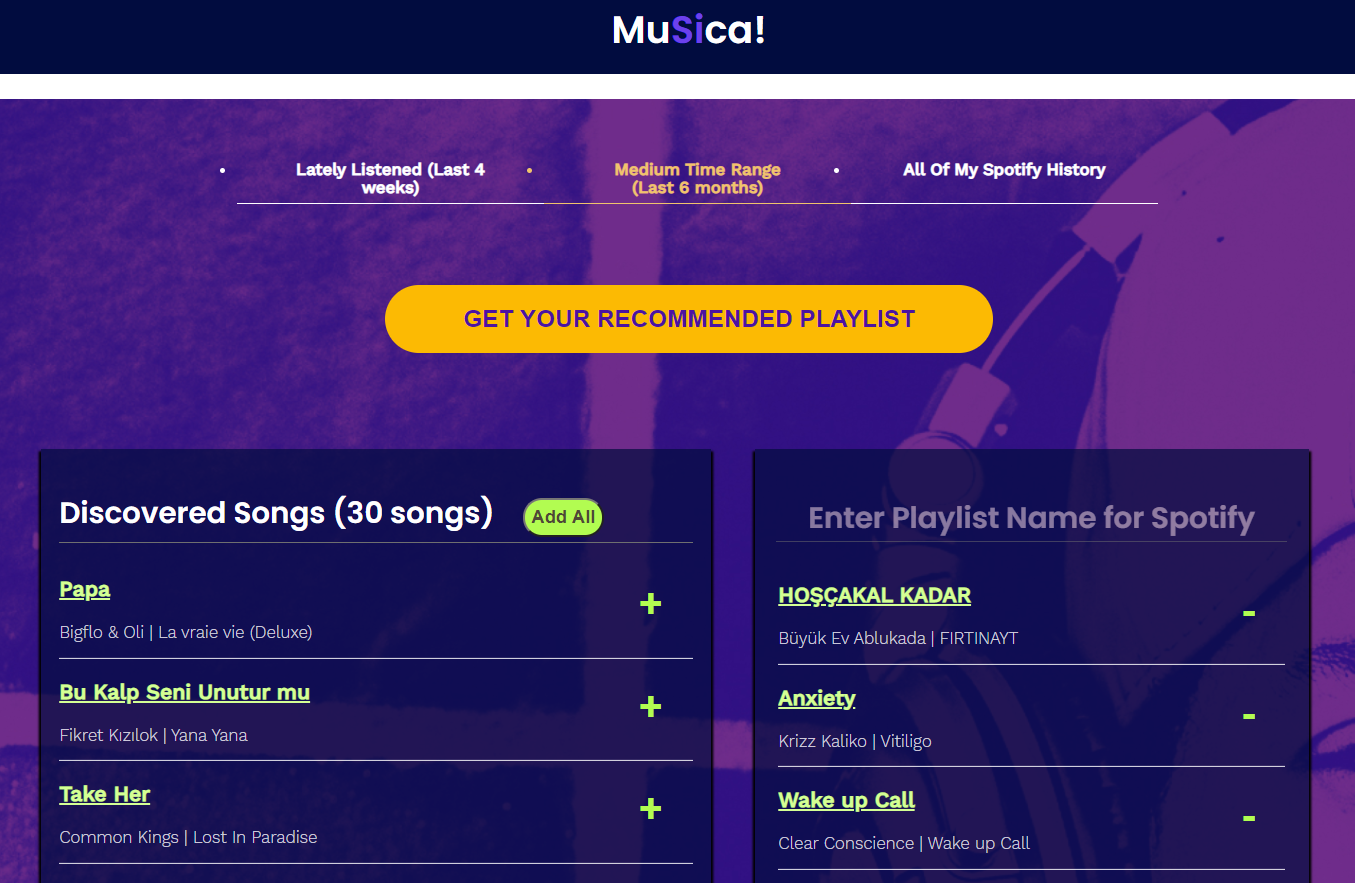 MuSica!
Lately Listened (Last 4
weeks)
Medium Time Range
(Last 6 months)
All Of My Spotify History
GET YOUR RECOMMENDED PLAYLIST
Discovered Songs (30 songs)
Add All
Papa
+
Bigflo & Oli | La vraie vie (Deluxe)
Bu Kalp Seni Unutur mu
+
Fikret Kızılok | Yana Yana
Take Her
+
Common Kings | Lost In Paradise
Enter Playlist Name for Spotify
HOŞÇAKAL KADAR
-
Büyük Ev Ablukada | FIRTINAYT
Anxiety
-
Krizz Kaliko | Vitiligo
Wake up Call
-
Clear Conscience | Wake up Call